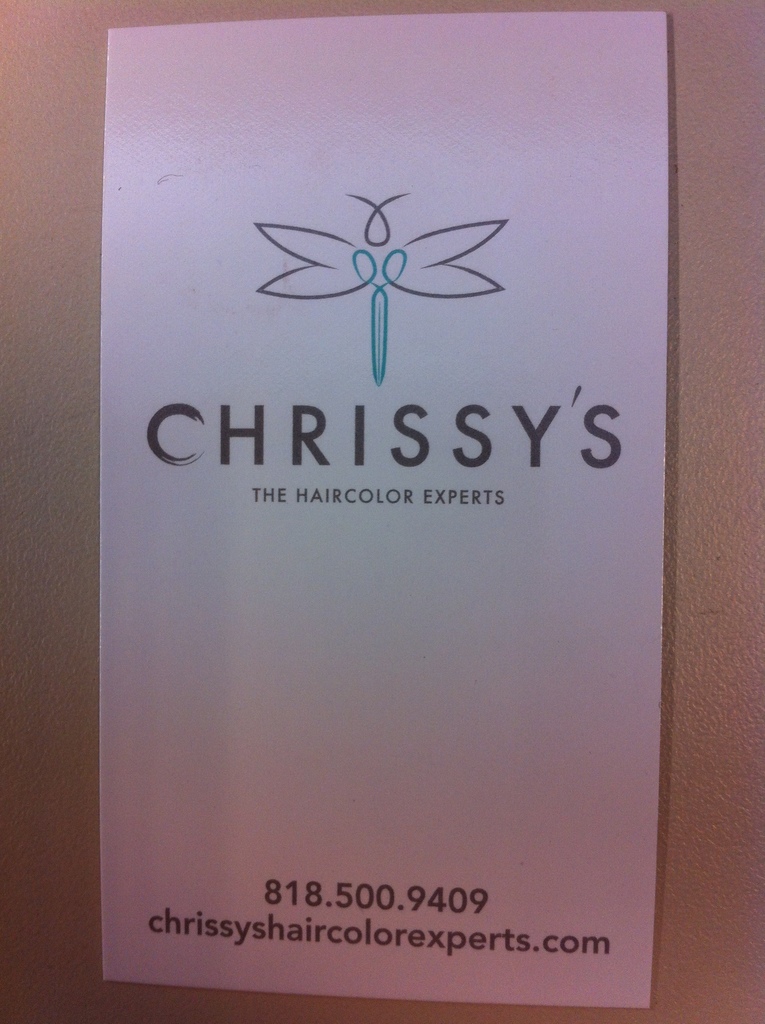 CHRISSY'S
THE HAIRCOLOR EXPERTS
818.500.9409
chrissyshaircolorexperts.com